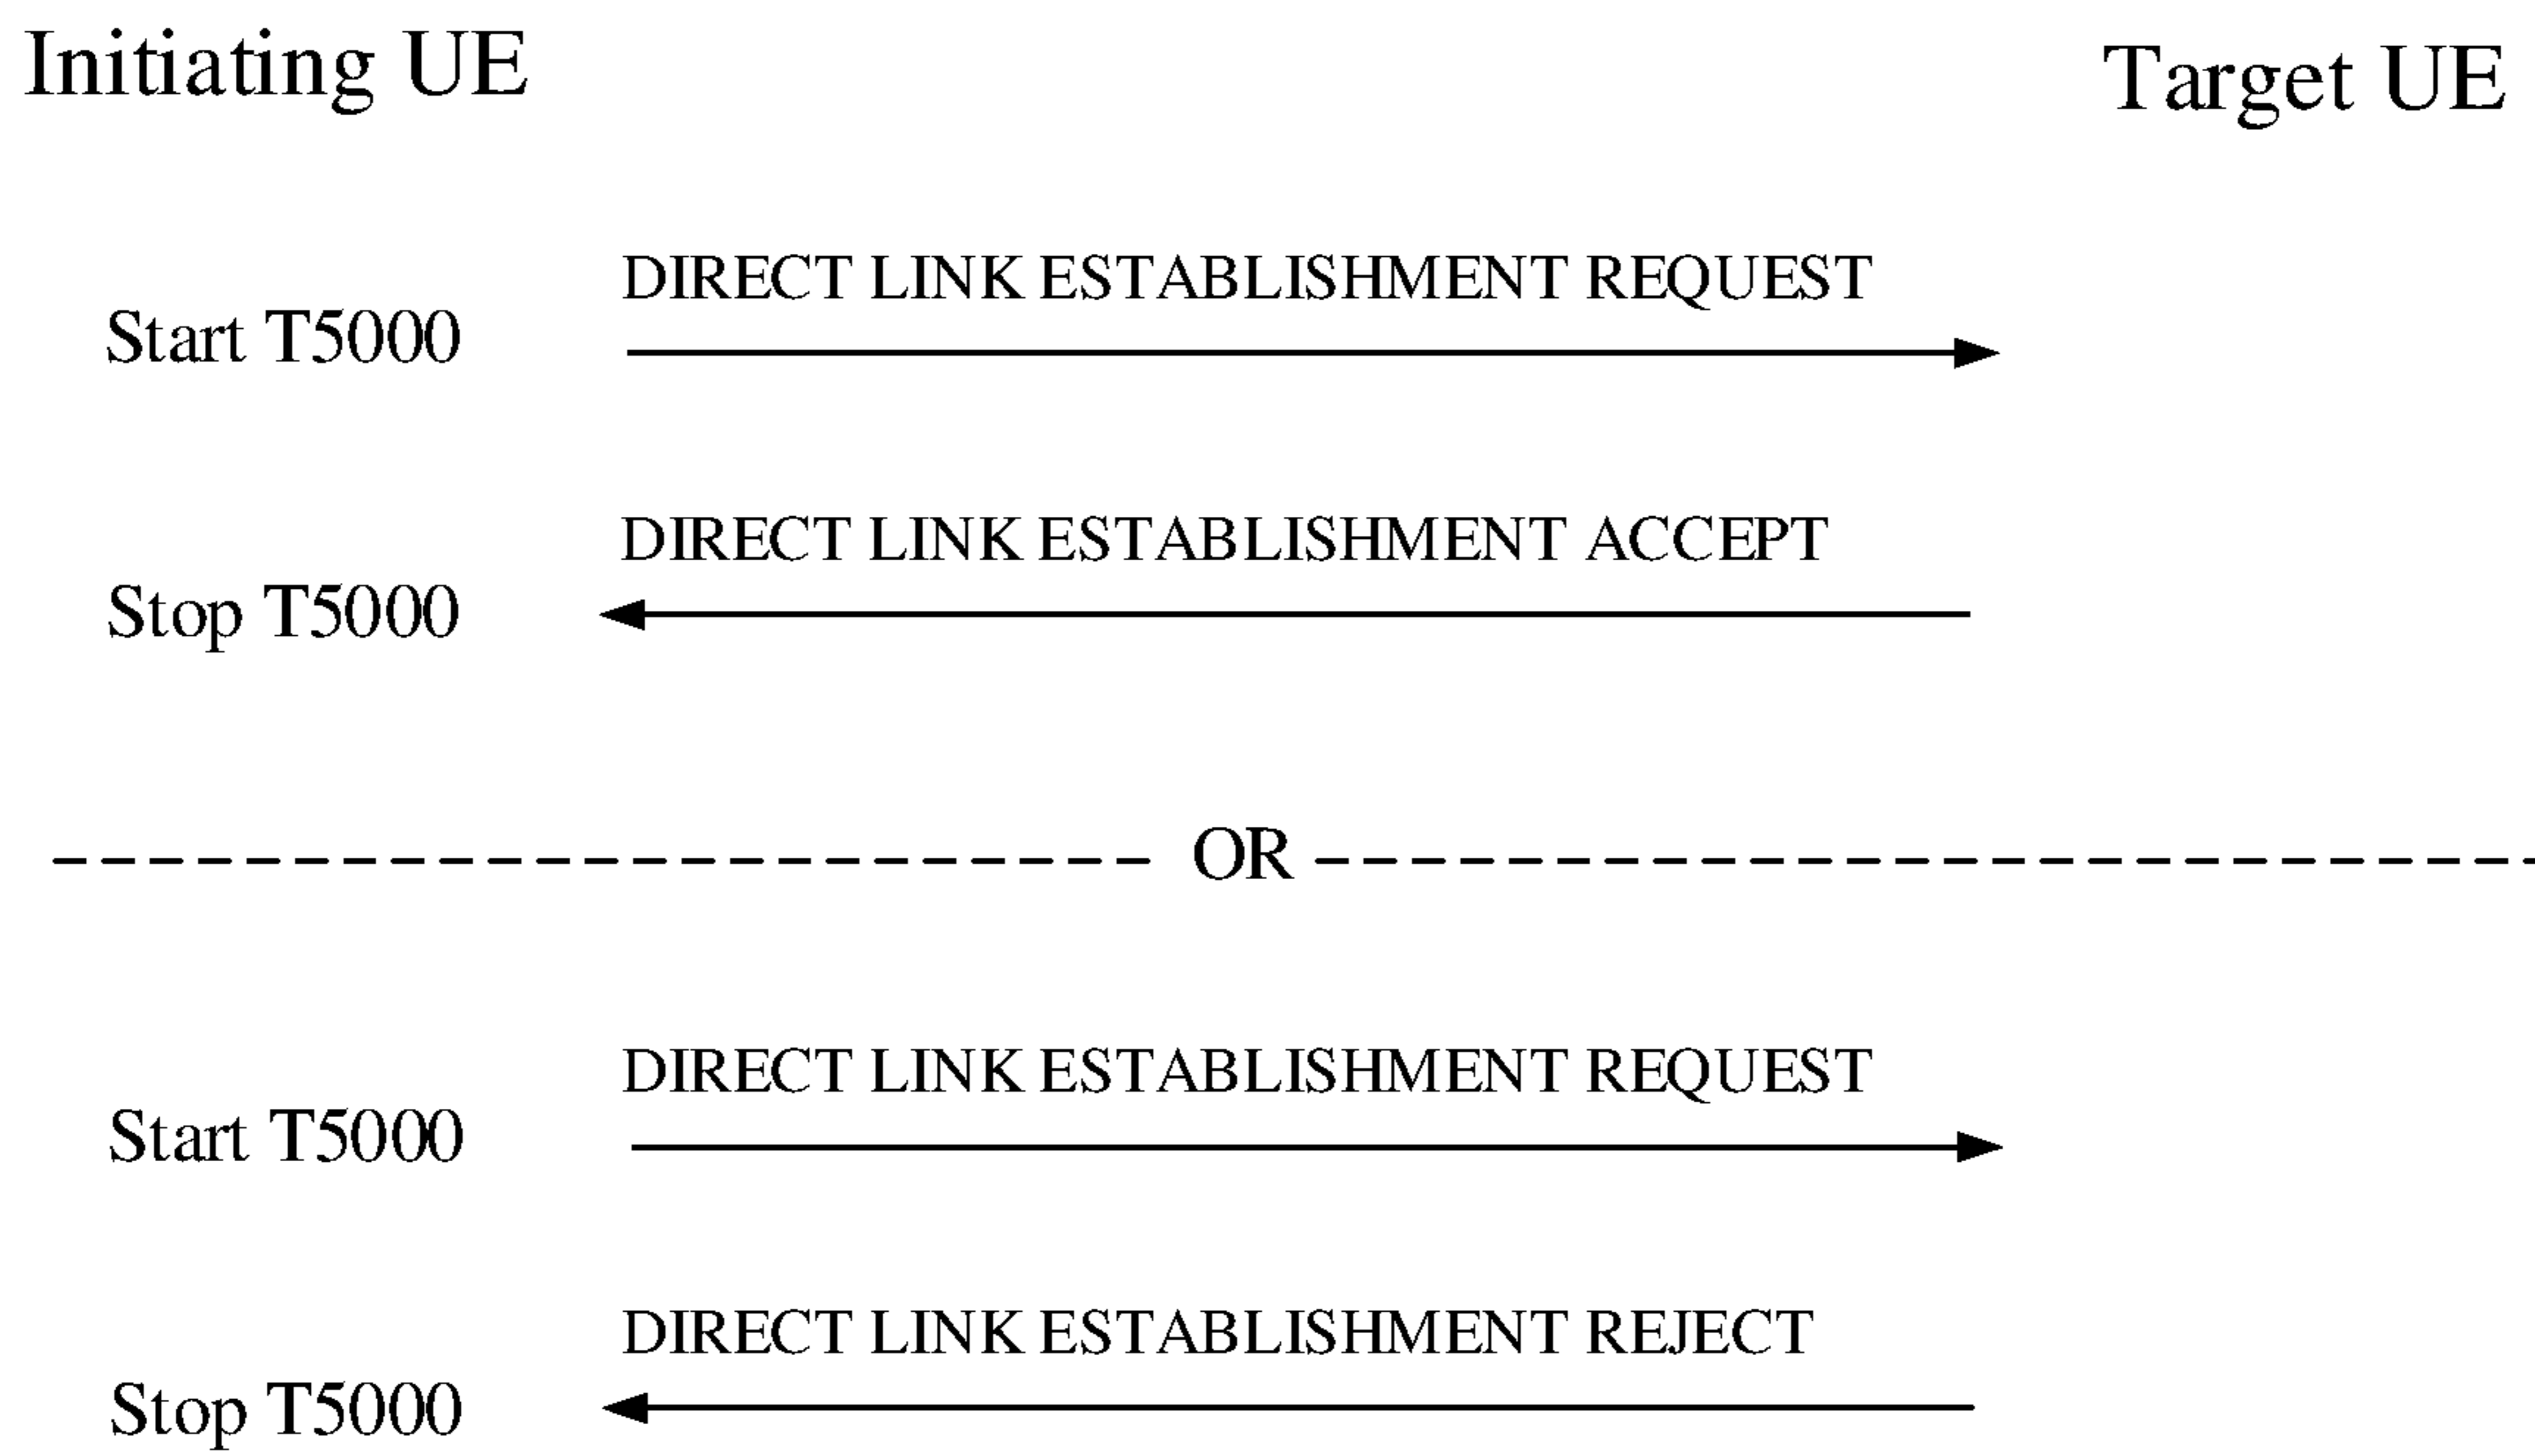 Initiating UE
Target UE
DIRECT LINK ESTABLISHMENT REQUEST
Start T5000
DIRECT LINK ESTABLISHMENT ACCEPT
Stop T5000
OR
DIRECT LINK ESTABLISHMENT REQUEST
Start T5000
DIRECT LINK ESTABLISHMENT REJECT
Stop T5000